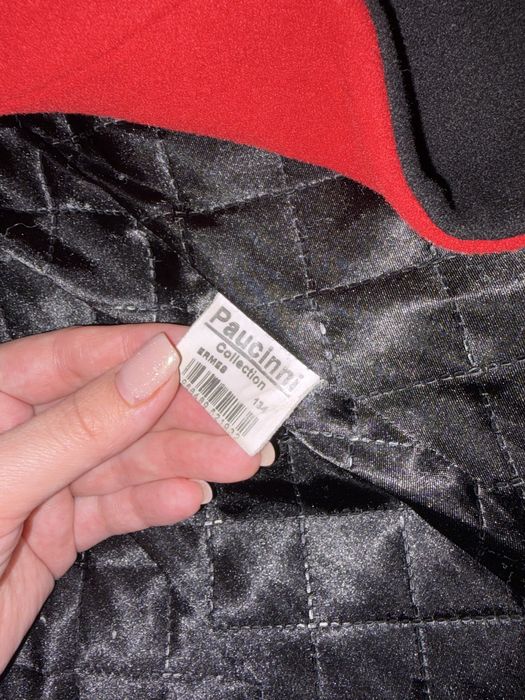 Paucinni
Collection
ERMES
134